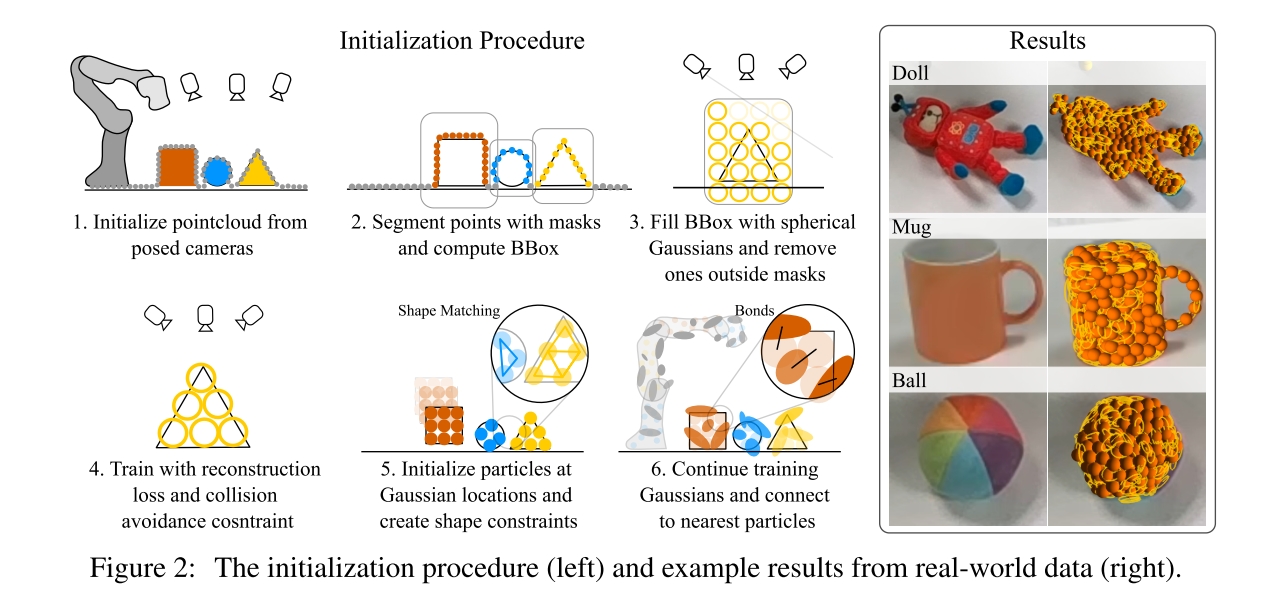 Initialization Procedure
1. Initialize pointcloud from
posed cameras
2. Segment points with masks
and compute BBox
3. Fill BBox with spherical
Gaussians and remove
ones outside masks
4. Train with reconstruction
loss and collision
avoidance cosntraint
Shape Matching
5. Initialize particles at
Gaussian locations and
create shape constraints
Bonds
6. Continue training
Gaussians and connect
to nearest particles
Results
Doll
Mug
Ball
Figure 2: The initialization procedure (left) and example results from real-world data (right).